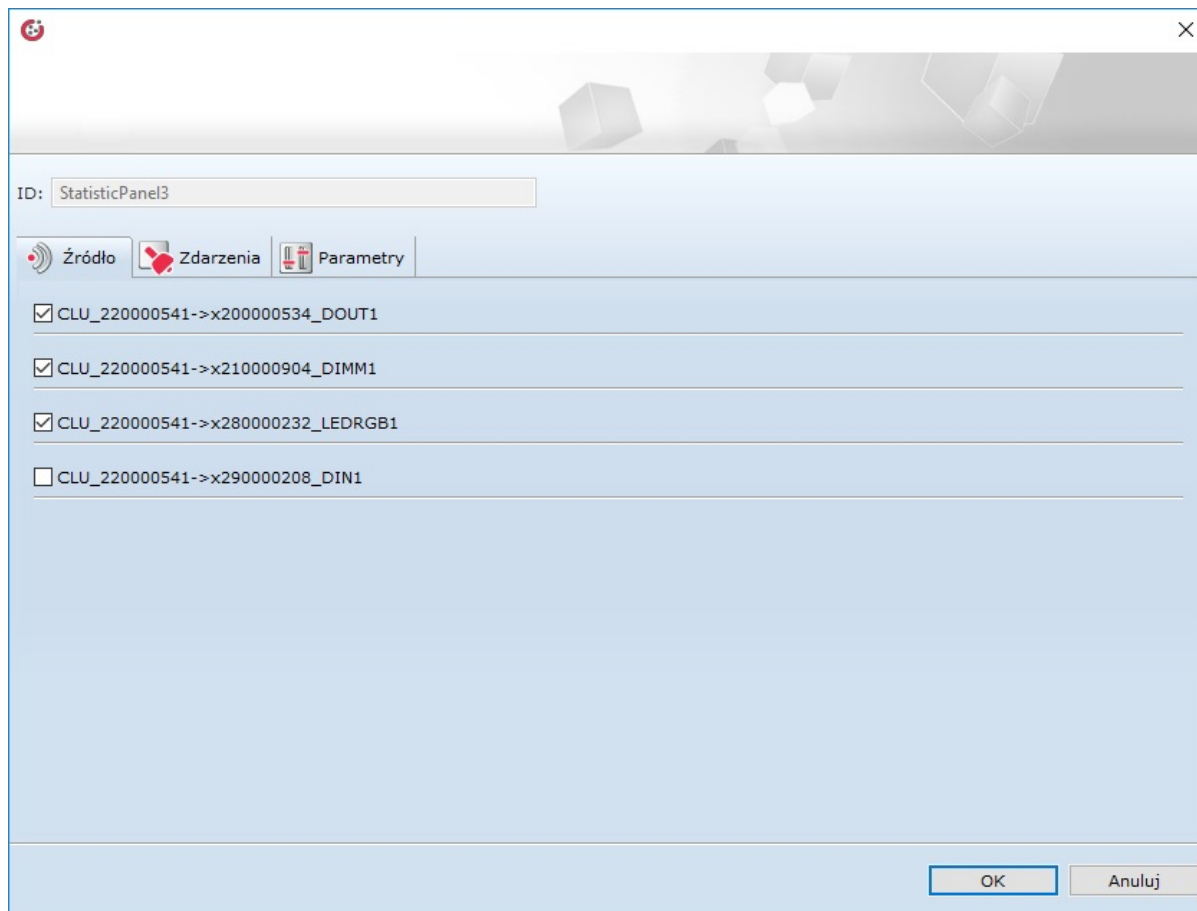 ID: StatisticPanel3
Źródło Zdarzenia Parametry
CLU_220000541->x200000534_DOUT1
CLU_220000541->x210000904_DIMM1
CLU_220000541->x280000232_LEDRGB1
CLU_220000541->x290000208_DIN1
OK Anuluj